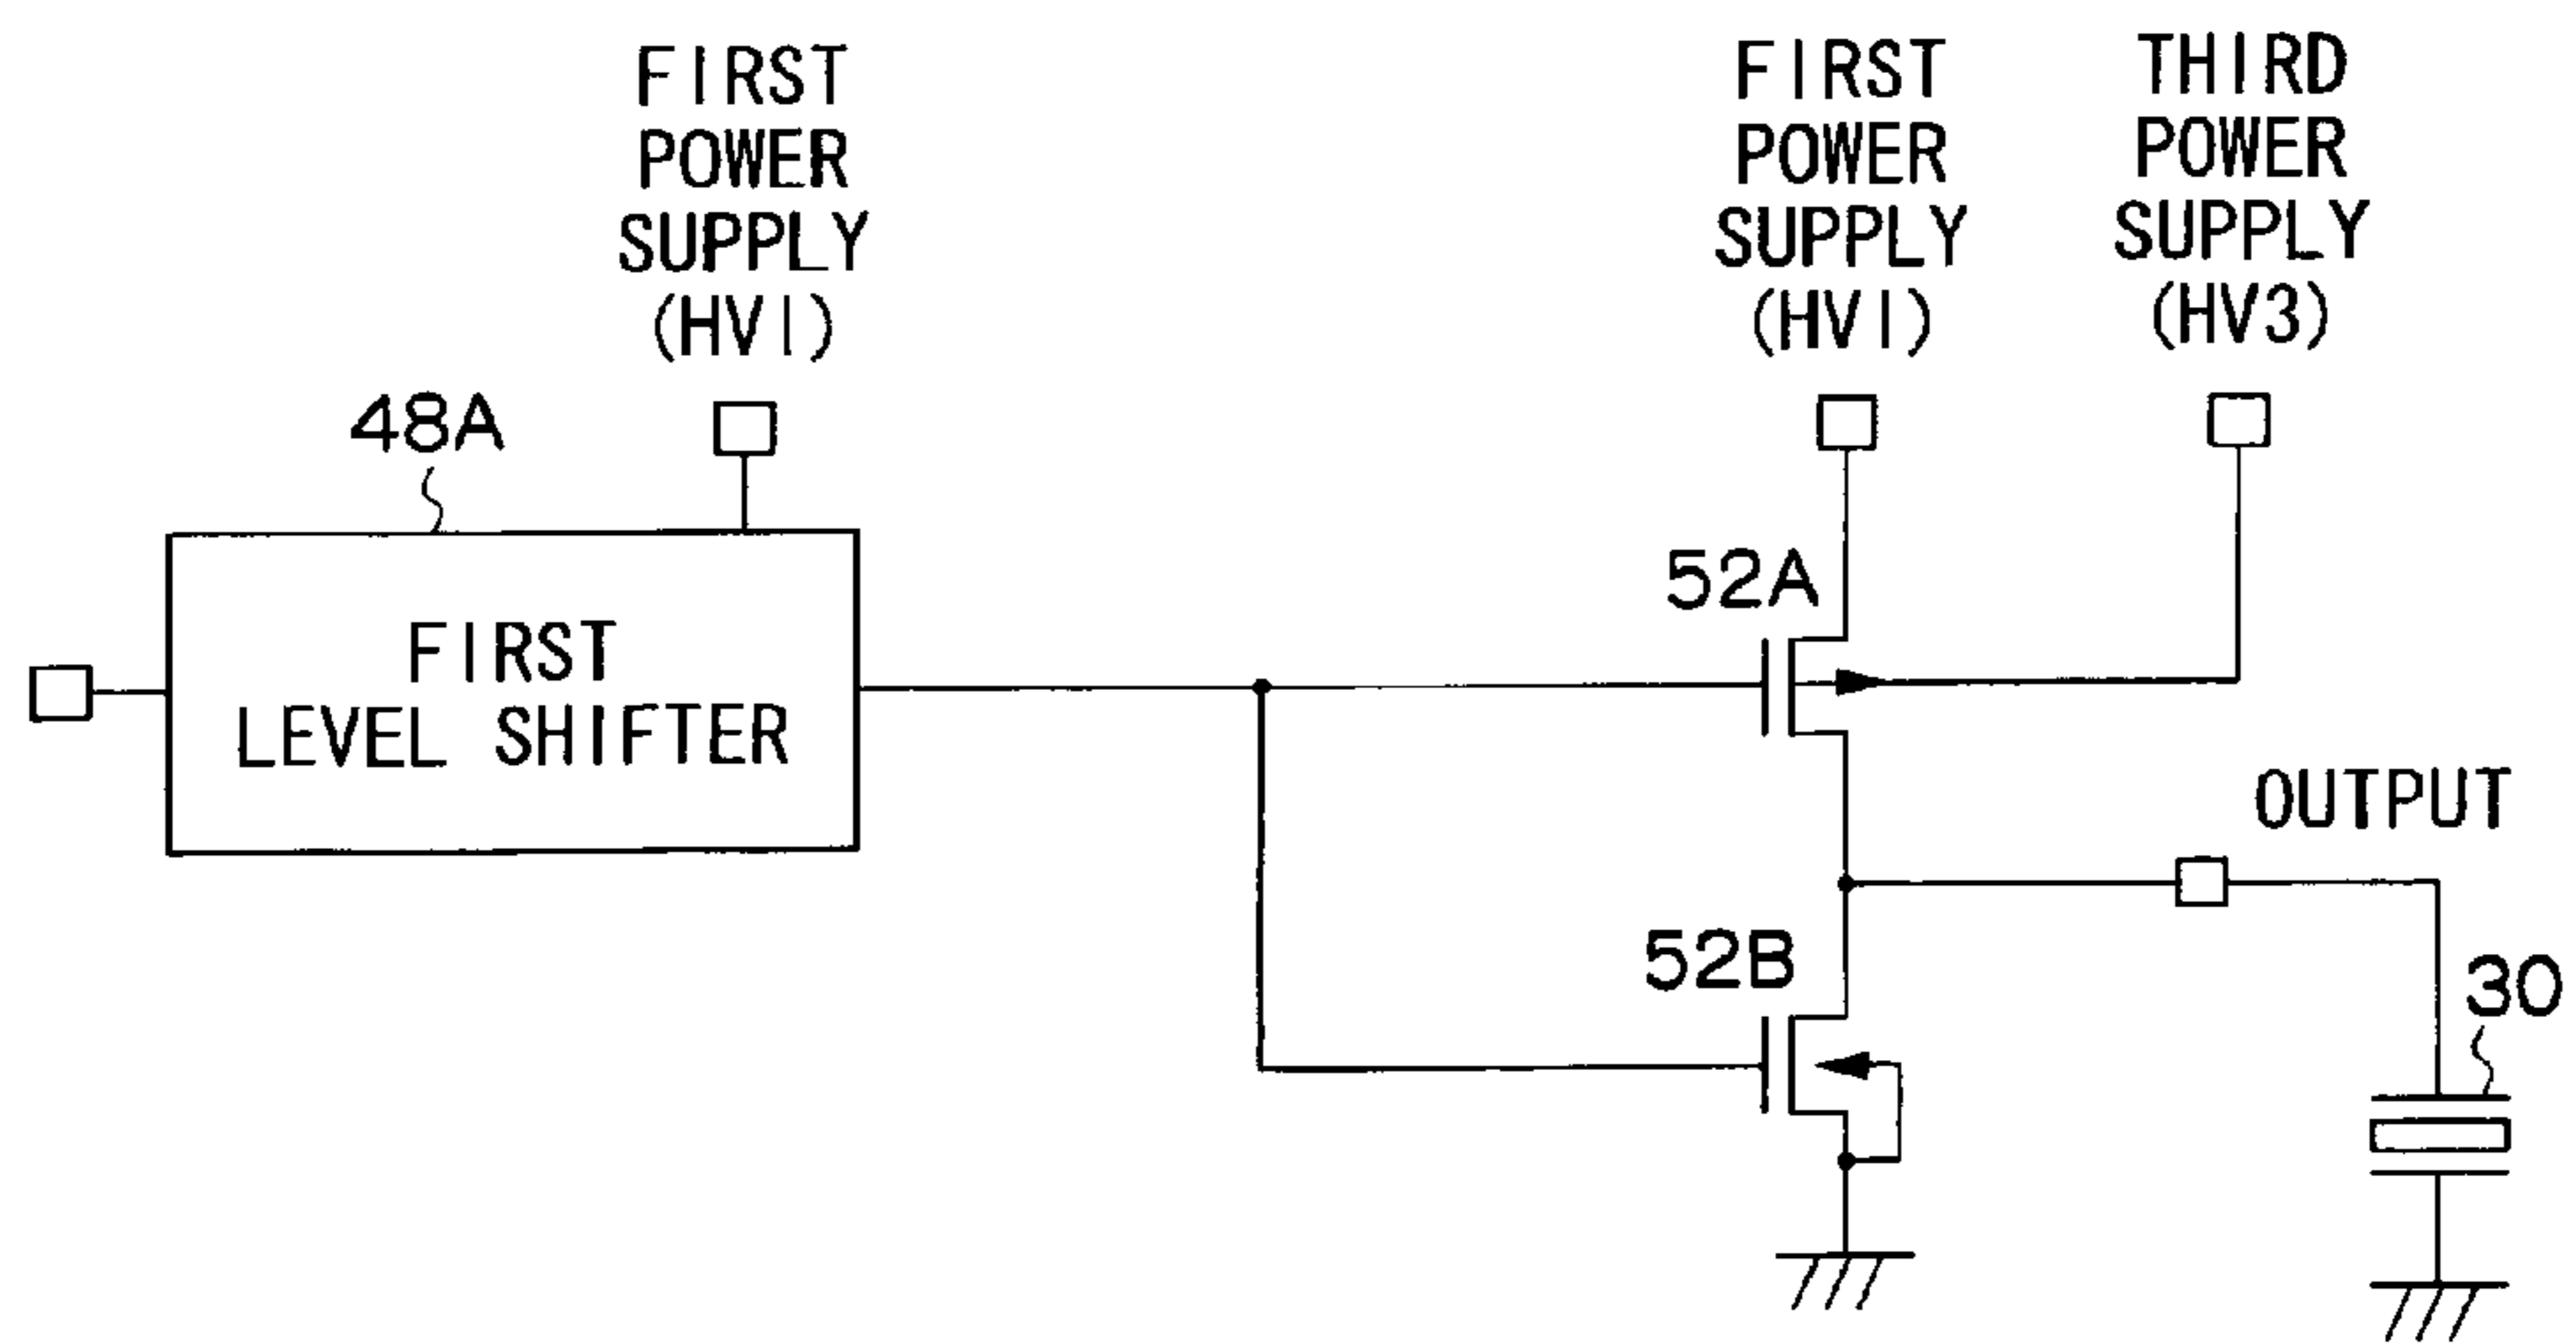 FIRST
POWER
SUPPLY
(HV1)
FIRST
POWER
SUPPLY
(HV1)
THIRD
POWER
SUPPLY
(HV3)
48A
52A
FIRST
LEVEL SHIFTER
OUTPUT
52B
30